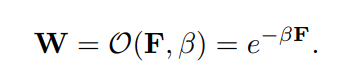 𝐖 = 𝒪(𝐅, β) = e^{−β𝐅}.